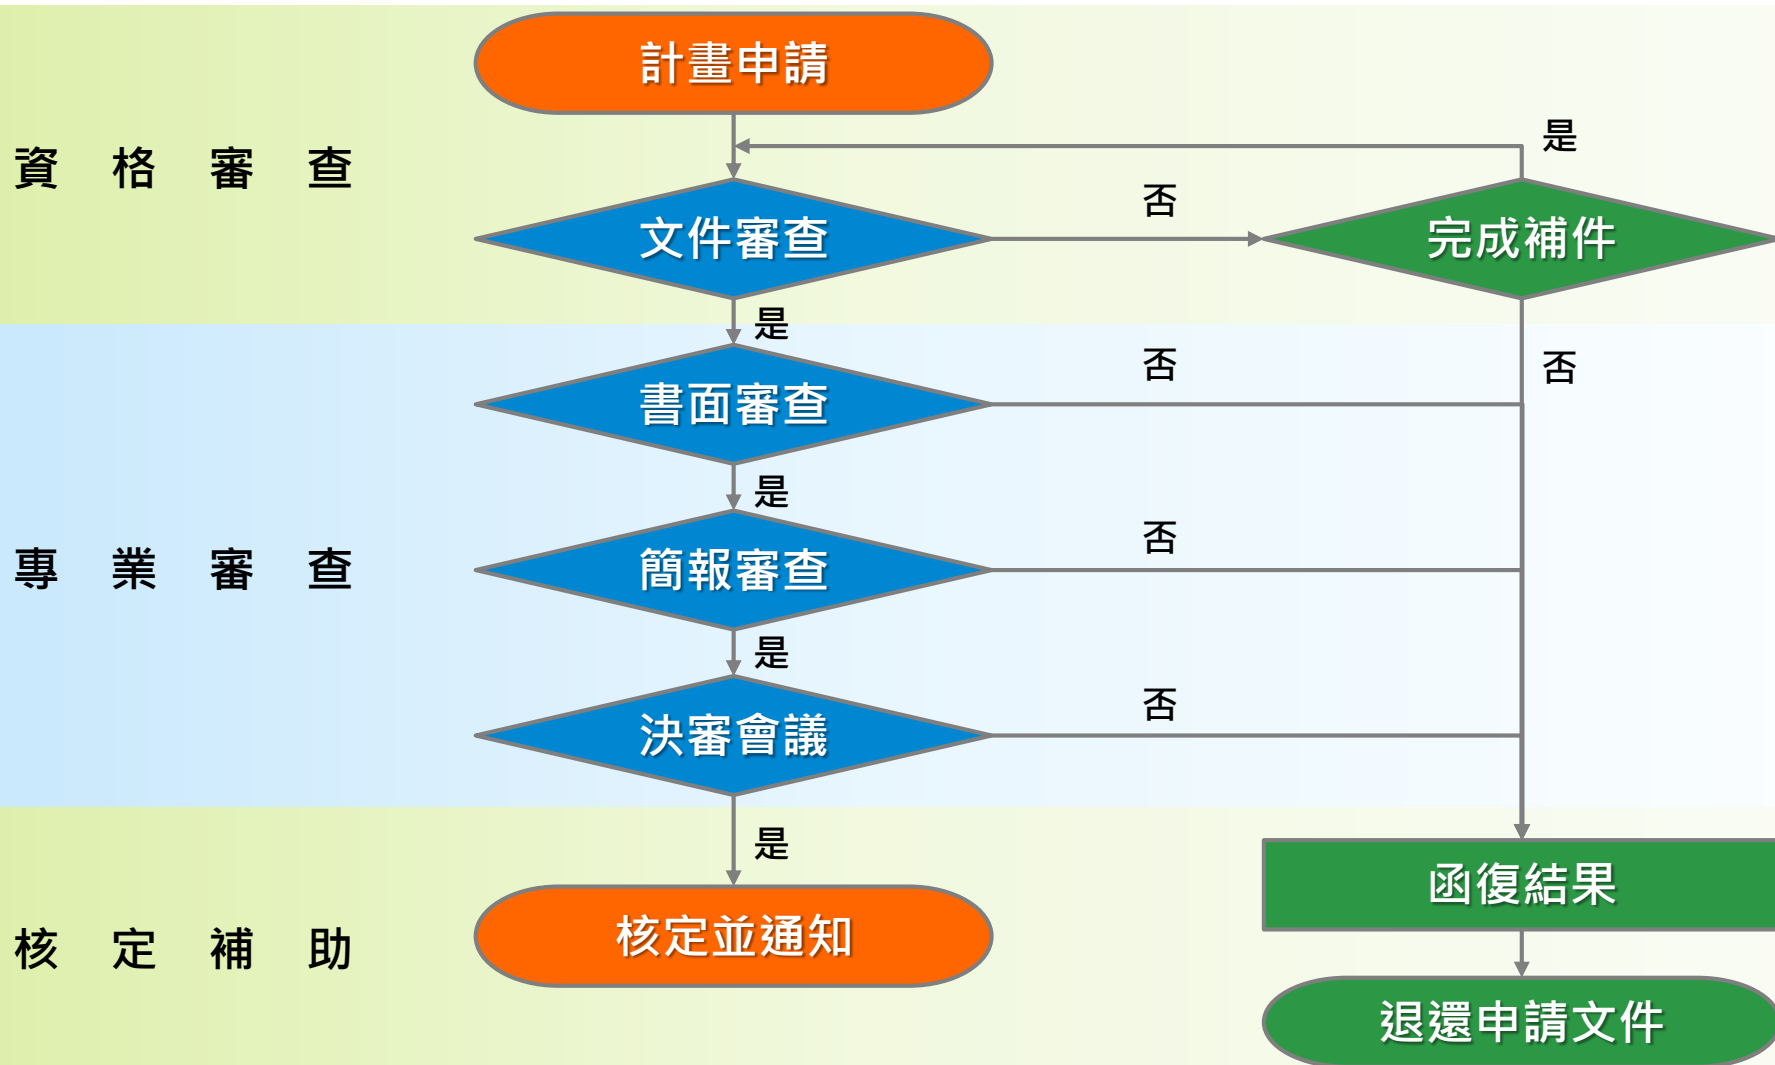 計畫申請
是
資格審查
否
文件審查
完成補件
是
否
否
書面審查
是
否
簡報審查
專業審查
是
否
決審會議
是
函復結果
核定並通知
核定補助
退還申請文件